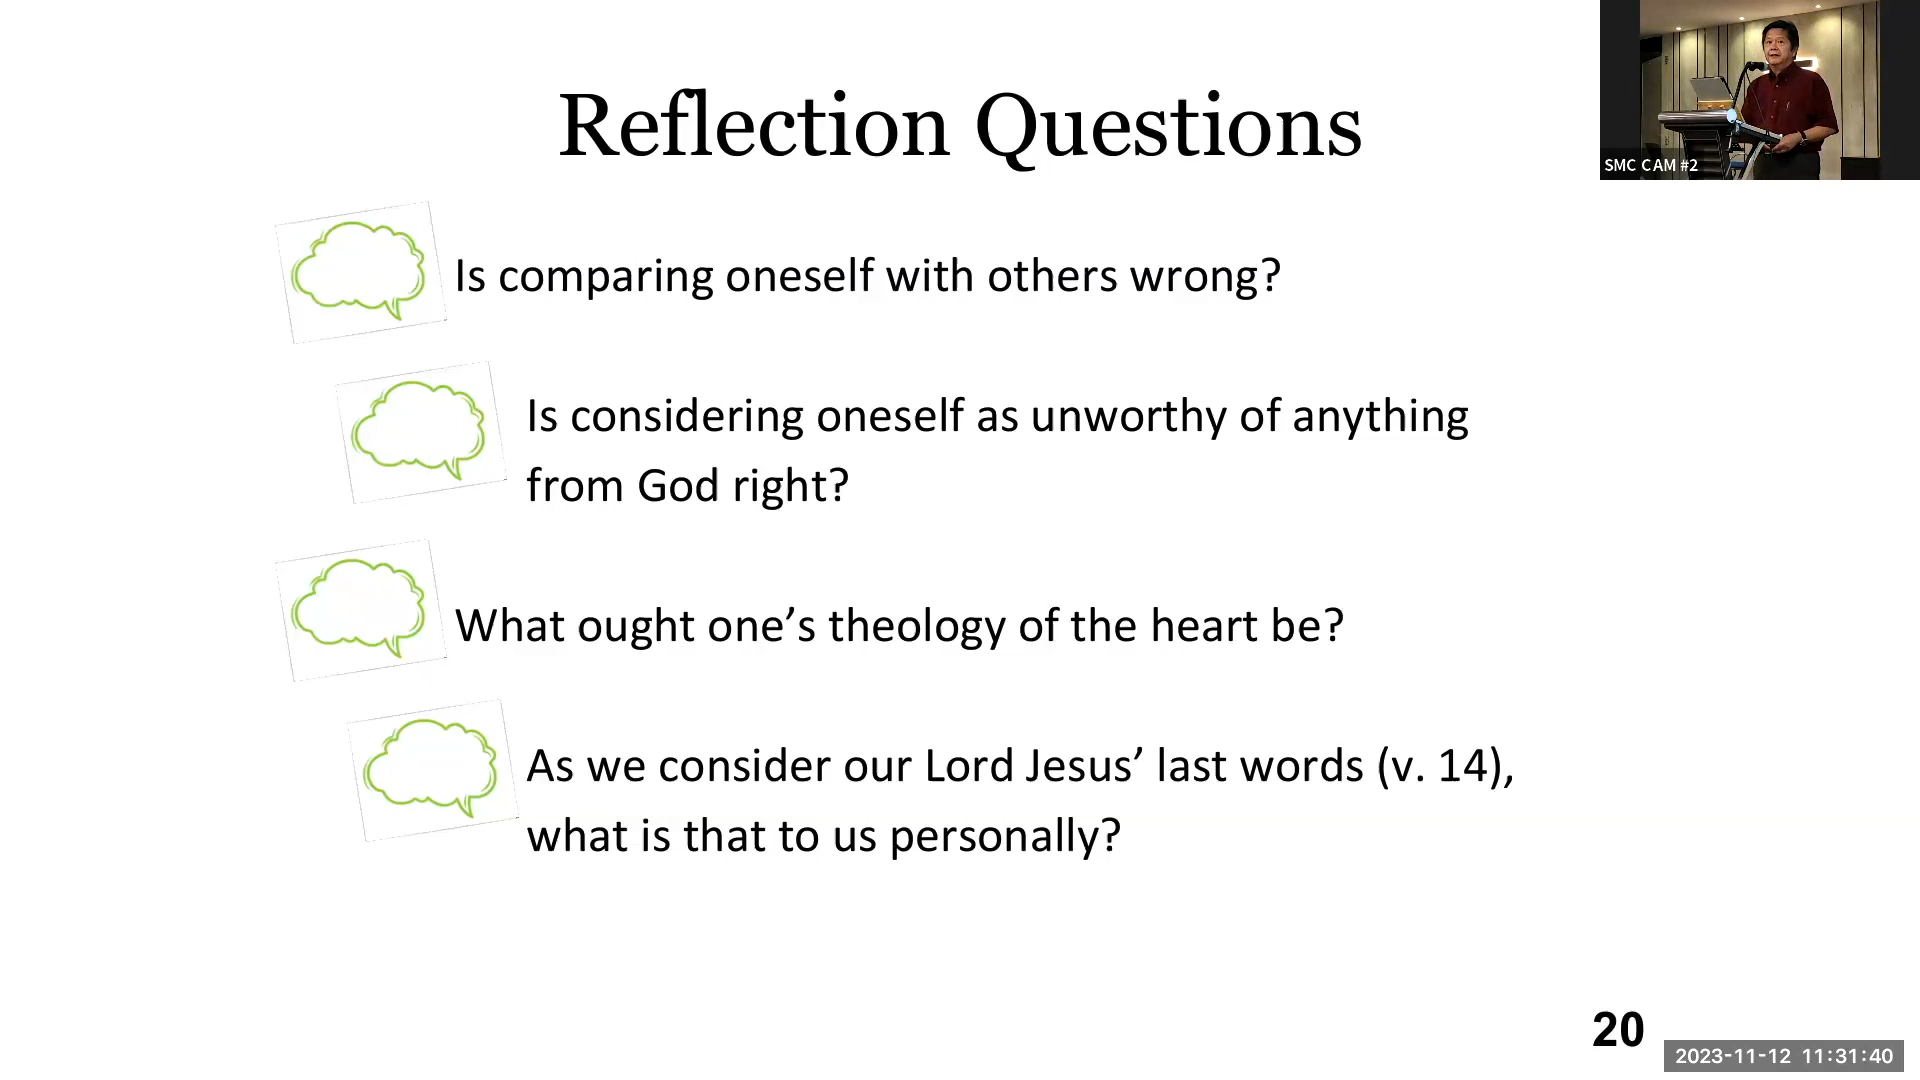 Reflection Questions
SMC CAM #2
Is comparing oneself with others wrong?
Is considering oneself as unworthy of anything
from God right?
What ought one’s theology of the heart be?
As we consider our Lord Jesus’ last words (v. 14),
what is that to us personally?
20
2023-11-12 11:31:40